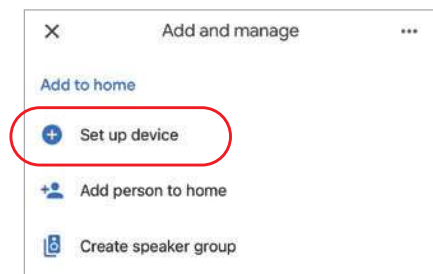 Add and manage
Add to home
Set up device
Add person to home
Create speaker group